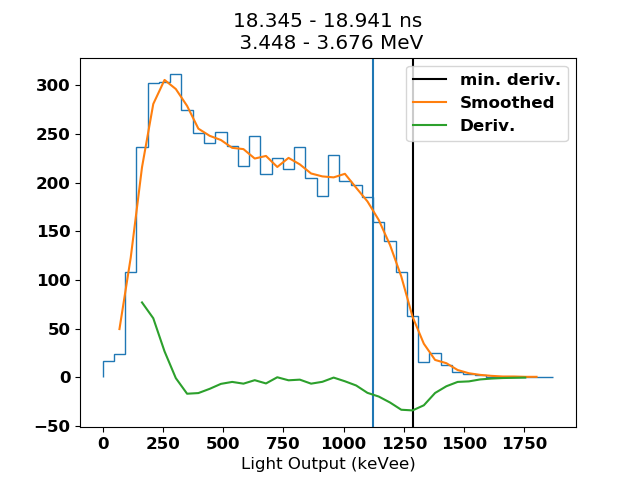 18.345 - 18.941 ns
3.448 - 3.676 MeV
min. deriv.
Smoothed
Deriv.
300
250
200
150
100
50
0
−50
0 250 500 750 1000 1250 1500 1750
Light Output (keVee)